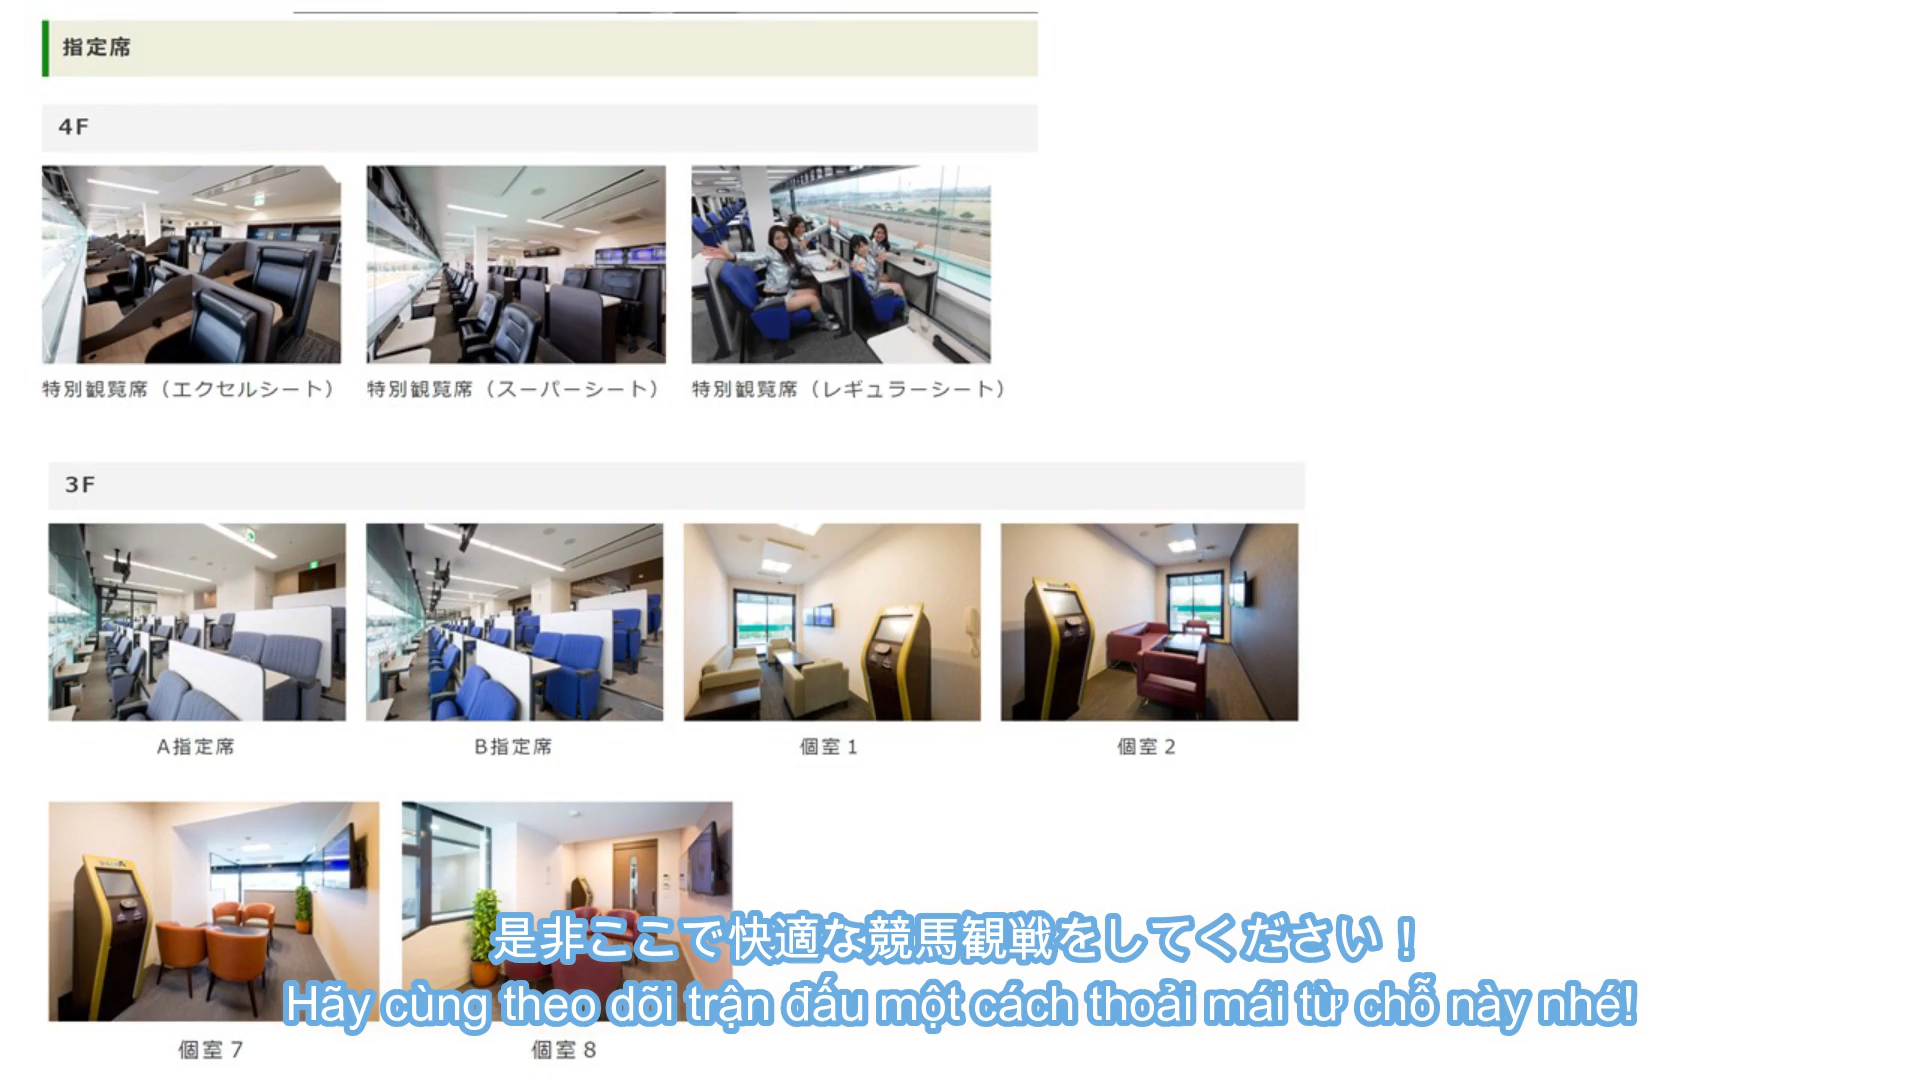 指定席
4F
特別観覧席（エクセルシート）
特別観覧席（スーパーシート）
特別観覧席（レギュラーシート）
3F
A指定席
B指定席
個室１
個室２
是非ここで快適な競馬観戦をしてください！
Hãy cùng theo dõi trận đấu một cách thoải mái từ chỗ này nhé!
個室７
個室８